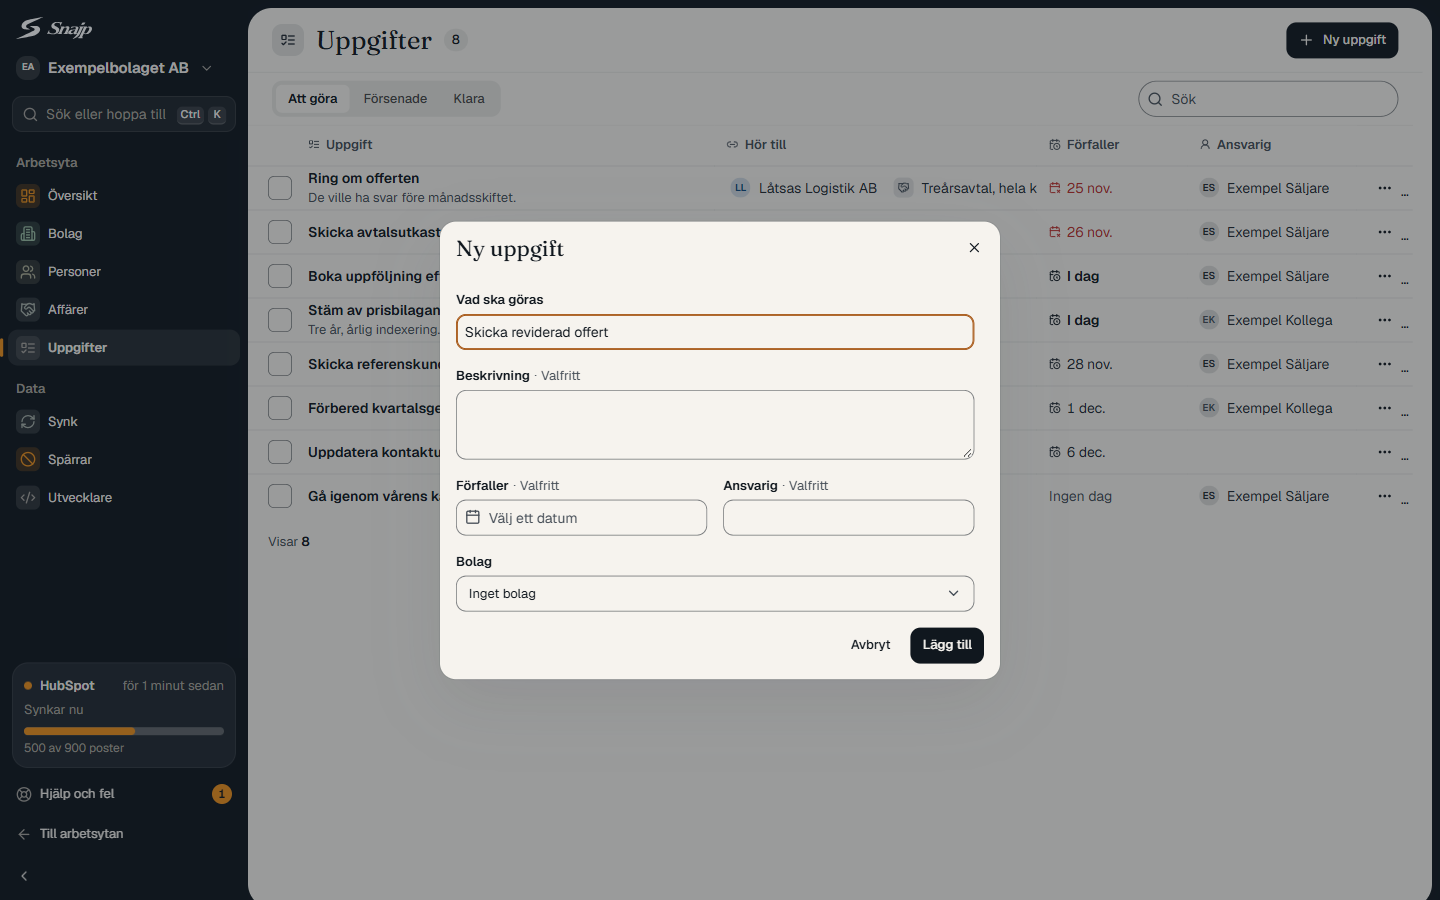 Snajp
EA Exempelbolaget AB
Sök eller hoppa till Ctrl K
Arbetsyta
Översikt
Bolag
Personer
Affärer
Uppgifter
Data
Synk
Spärrar
Utvecklare
HubSpot för 1 minut sedan
Synkar nu
500 av 900 poster
Hjälp och fel 1
Till arbetsytan
Uppgifter 8
Ny uppgift
Att göra Försenade Klara
Sök
Uppgift Hör till Förfaller Ansvarig
Ring om offerten
De ville ha svar före månadsskiftet.
LL Låtsas Logistik AB Treårsavtal, hela k 25 nov. ES Exempel Säljare
Skicka avtalsutkast 26 nov. ES Exempel Säljare
Boka uppföljning ef I dag ES Exempel Säljare
Stäm av prisbilagan
Tre år, årlig indexering.
I dag EK Exempel Kollega
Skicka referenskun 28 nov. ES Exempel Säljare
Förbered kvartalsge 1 dec. EK Exempel Kollega
Uppdatera kontaktu 6 dec.
Gå igenom vårens k Ingen dag ES Exempel Säljare
Visar 8
Ny uppgift
Vad ska göras
Skicka reviderad offert
Beskrivning · Valfritt
Förfaller · Valfritt Ansvarig · Valfritt
Välj ett datum
Bolag
Inget bolag
Avbryt Lägg till